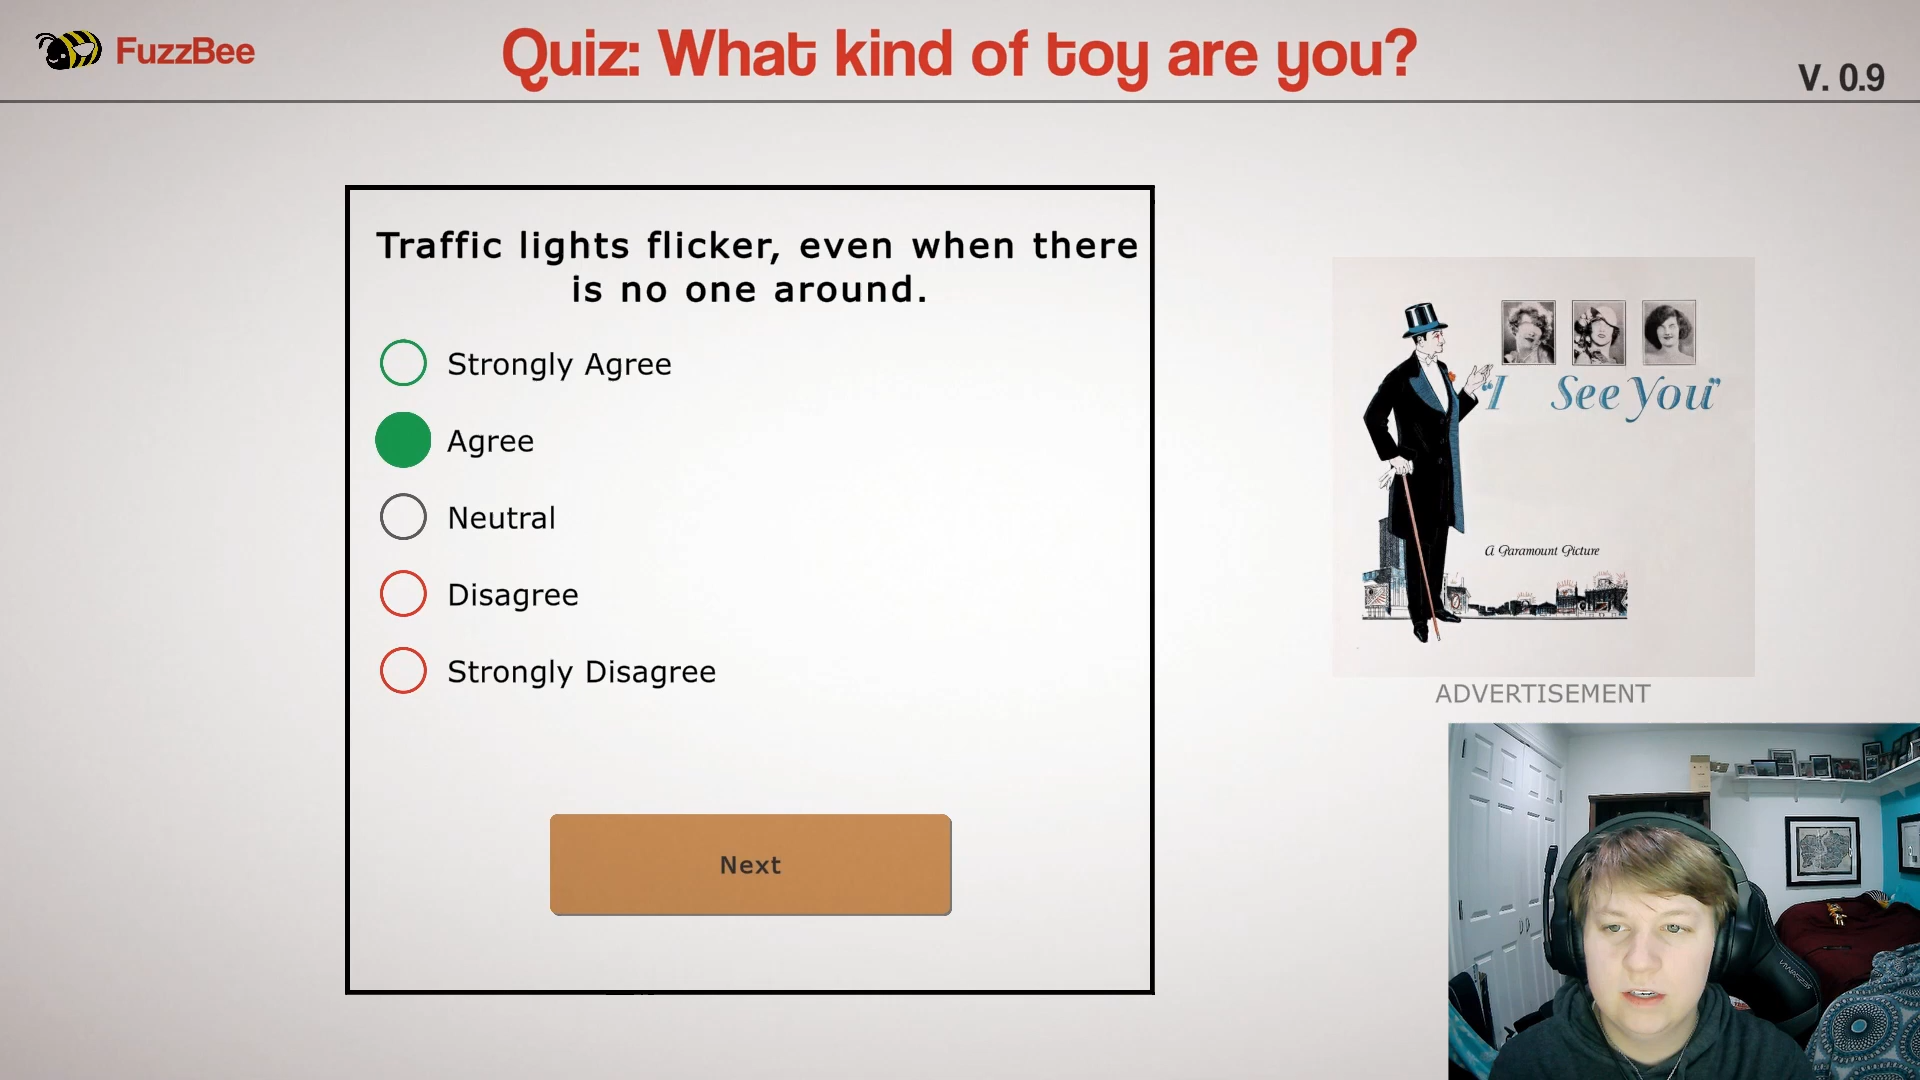 FuzzBee
Quiz: What kind of toy are you?
V. 0.9
Traffic lights flicker, even when there
is no one around.
Strongly Agree
Agree
Neutral
Disagree
Strongly Disagree
Next
"I See You"
A Paramount Picture
ADVERTISEMENT